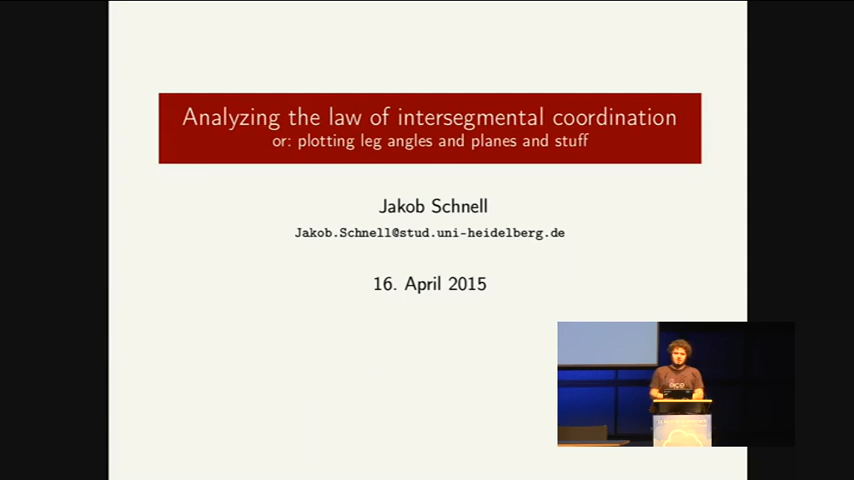 Analyzing the law of intersegmental coordination
or: plotting leg angles and planes and stuff
Jakob Schnell
Jakob.Schnell@stud.uni-heidelberg.de
16. April 2015